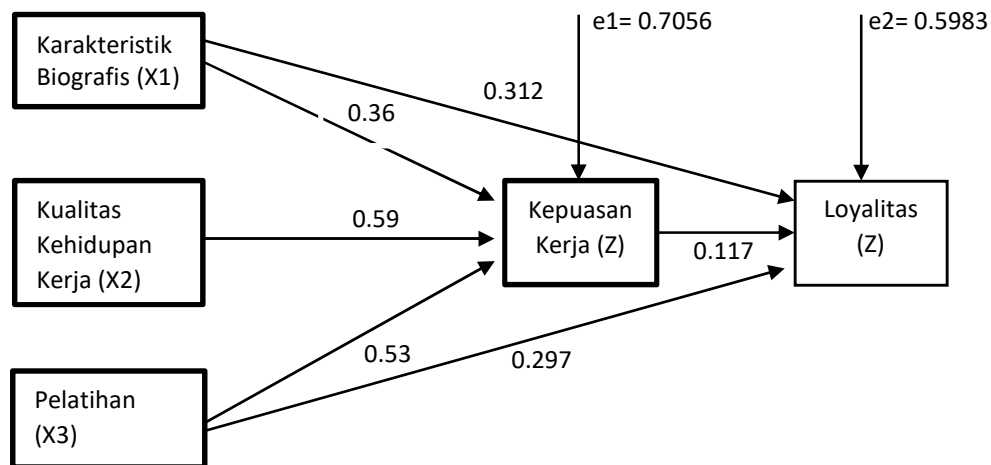 e1= 0.7056
e2= 0.5983
Karakteristik
Biografis (X1)
0.312
0.36
Kualitas
Kehidupan
Kerja (X2)
0.59
Kepuasan
Kerja (Z)
0.117
Loyalitas
(Z)
0.53
0.297
Pelatihan
(X3)